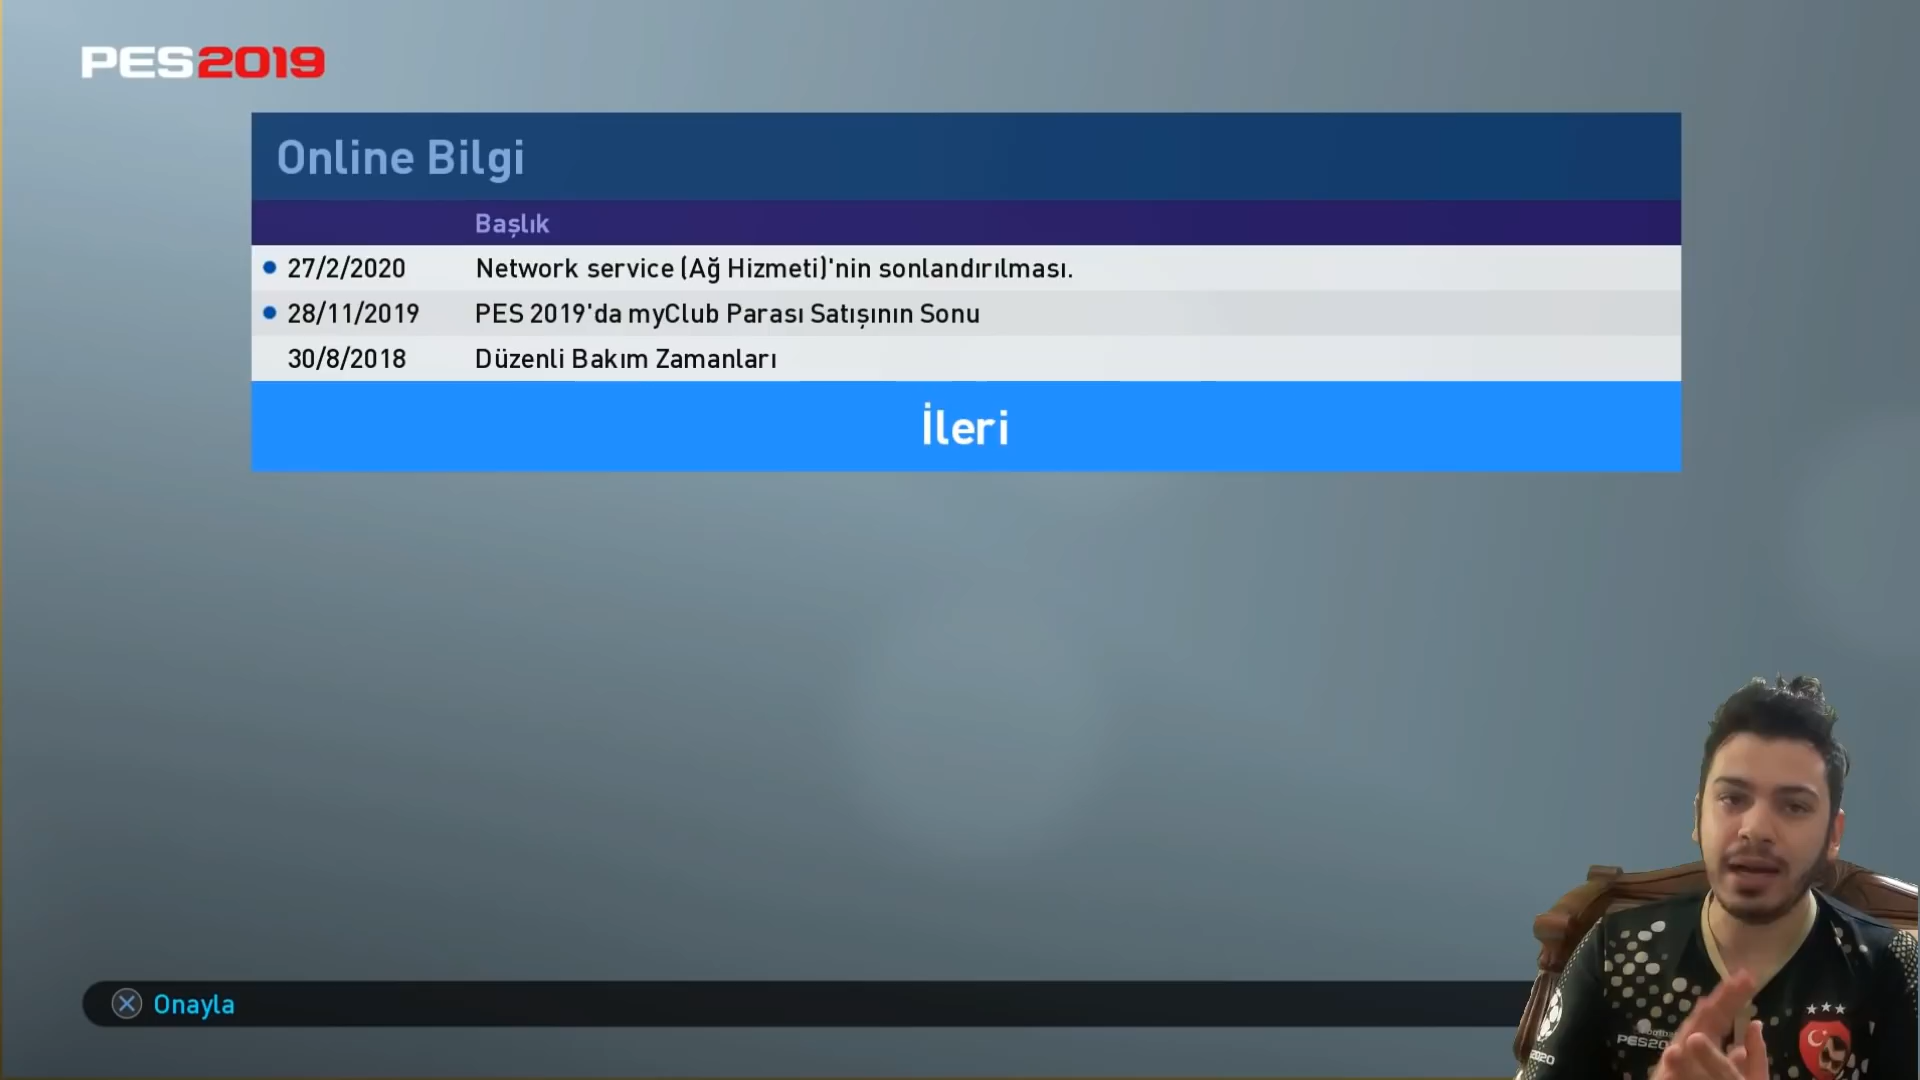 PES2019
Online Bilgi
Başlık
27/2/2020 Network service (Ağ Hizmeti)'nin sonlandırılması.
28/11/2019 PES 2019'da myClub Parası Satışının Sonu
30/8/2018 Düzenli Bakım Zamanları
İleri
Onayla
2020